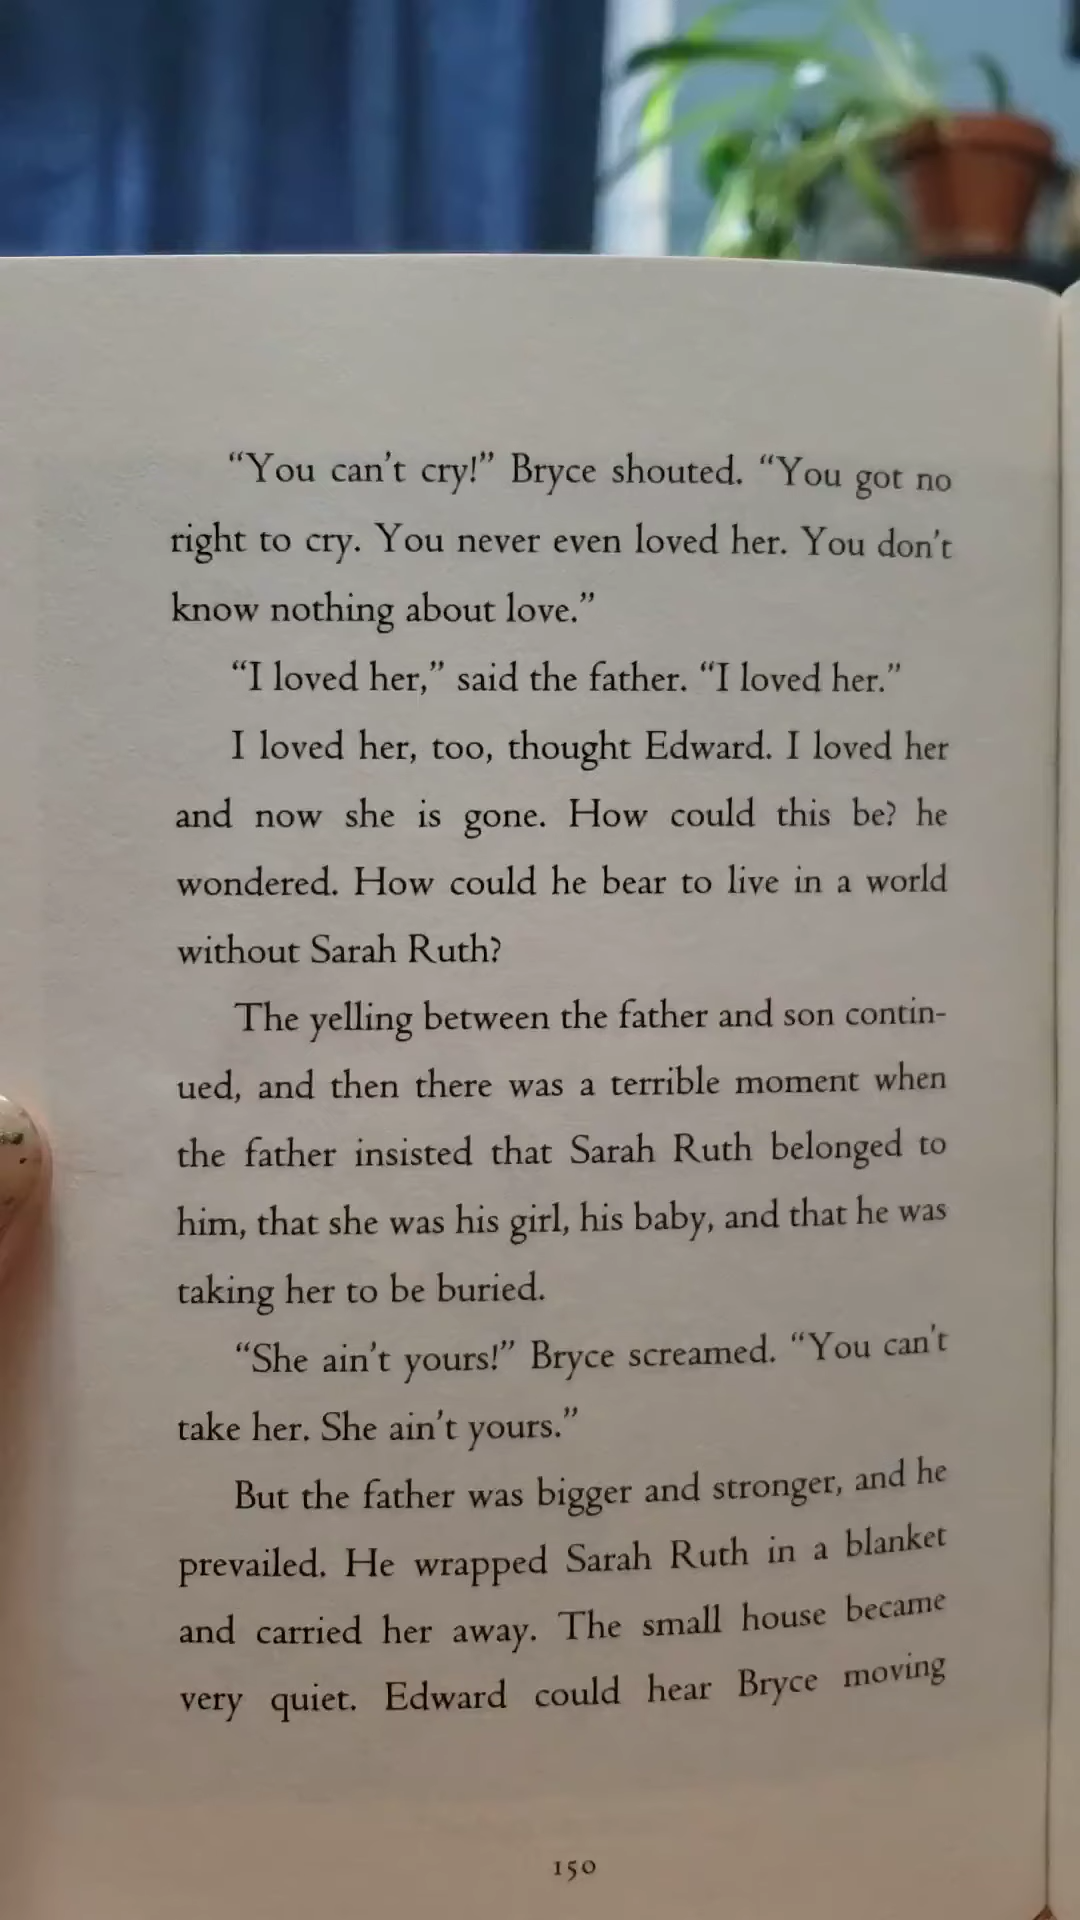 “You can’t cry!” Bryce shouted. “You got no
right to cry. You never even loved her. You don’t
know nothing about love.”
“I loved her,” said the father. “I loved her.”
I loved her, too, thought Edward. I loved her
and now she is gone. How could this be? he
wondered. How could he bear to live in a world
without Sarah Ruth?
The yelling between the father and son contin-
ued, and then there was a terrible moment when
the father insisted that Sarah Ruth belonged to
him, that she was his girl, his baby, and that he was
taking her to be buried.
“She ain’t yours!” Bryce screamed. “You can’t
take her. She ain’t yours.”
But the father was bigger and stronger, and he
prevailed. He wrapped Sarah Ruth in a blanket
and carried her away. The small house became
very quiet. Edward could hear Bryce moving
150